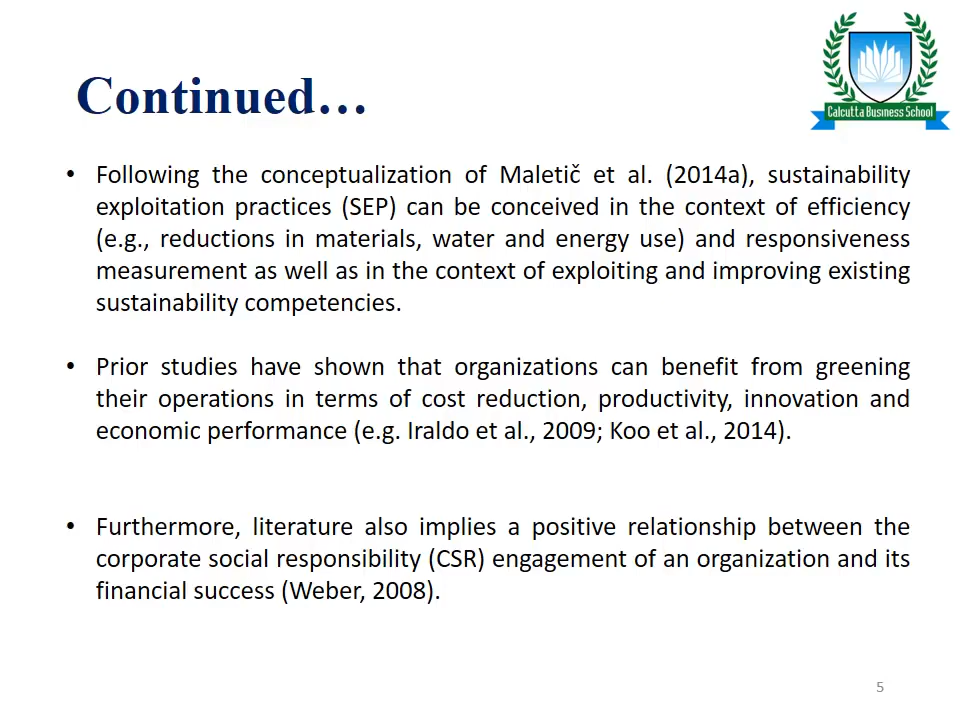 Continued…
Calcutta Business School
• Following the conceptualization of Maletič et al. (2014a), sustainability
exploitation practices (SEP) can be conceived in the context of efficiency
(e.g., reductions in materials, water and energy use) and responsiveness
measurement as well as in the context of exploiting and improving existing
sustainability competencies.
• Prior studies have shown that organizations can benefit from greening
their operations in terms of cost reduction, productivity, innovation and
economic performance (e.g. Iraldo et al., 2009; Koo et al., 2014).
• Furthermore, literature also implies a positive relationship between the
corporate social responsibility (CSR) engagement of an organization and its
financial success (Weber, 2008).
5